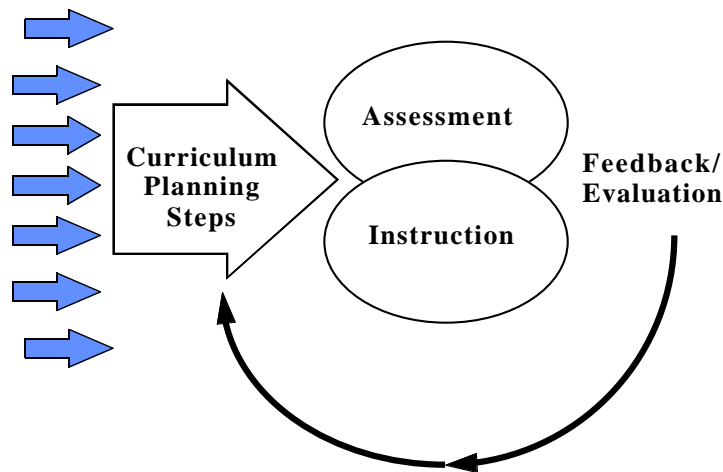 Curriculum
Planning
Steps
Assessment
Instruction
Feedback/
Evaluation